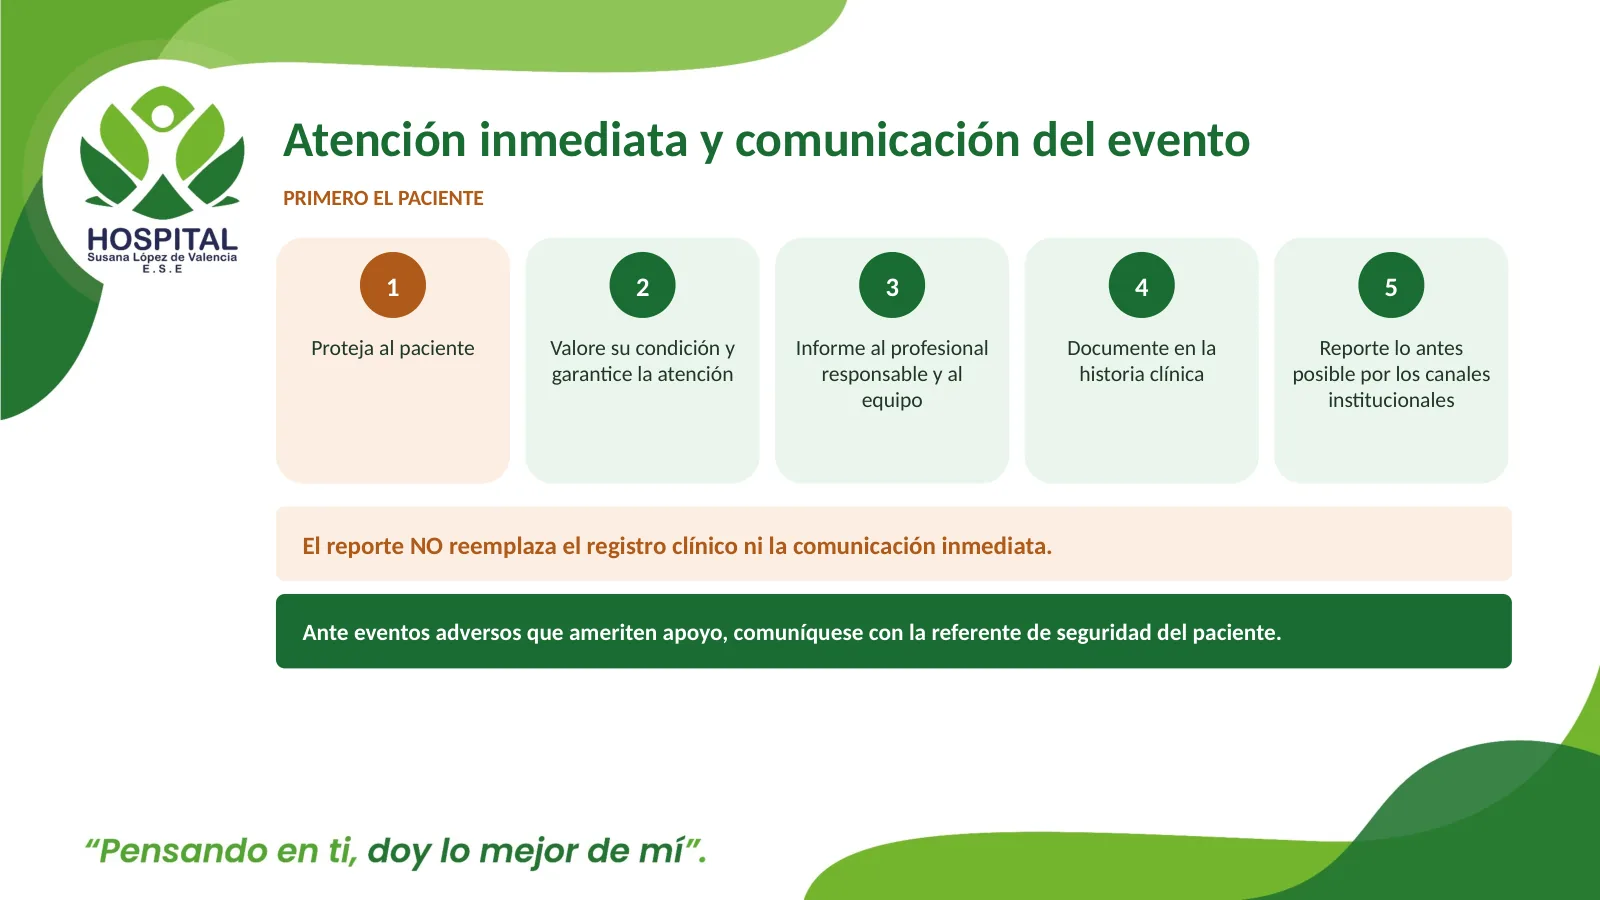 HOSPITAL
Susana López de Valencia
E.S.E
Atención inmediata y comunicación del evento
PRIMERO EL PACIENTE
1
Proteja al paciente
2
Valore su condición y
garantice la atención
3
Informe al profesional
responsable y al
equipo
4
Documente en la
historia clínica
5
Reporte lo antes
posible por los canales
institucionales
El reporte NO reemplaza el registro clínico ni la comunicación inmediata.
Ante eventos adversos que ameriten apoyo, comuníquese con la referente de seguridad del paciente.
“Pensando en ti, doy lo mejor de mí”.